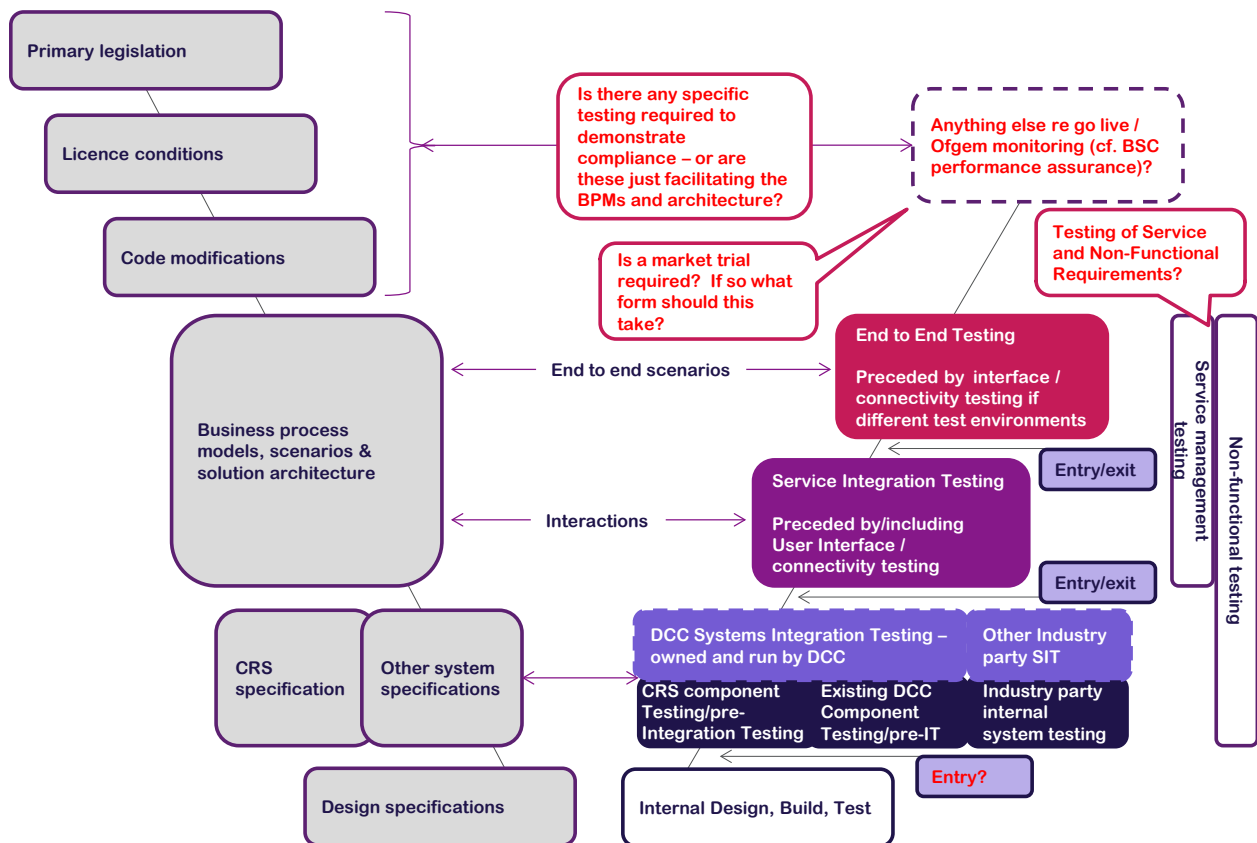 Primary legislation
Licence conditions
Code modifications
Is there any specific
testing required to
demonstrate
compliance – or are
these just facilitating the
BPMs and architecture?
Anything else re go live /
Ofgem monitoring (cf. BSC
performance assurance)?
Is a market trial
required?  If so what
form should this
take?
Testing of Service
and Non-Functional
Requirements?
Business process
models, scenarios &
solution architecture
End to end scenarios
End to End Testing
Preceded by  interface /
connectivity testing if
different test environments
Entry/exit
Interactions
Service Integration Testing
Preceded by/including
User Interface /
connectivity testing
Entry/exit
Service management
testing
Non-functional testing
CRS
specification
Other system
specifications
DCC Systems Integration Testing –
owned and run by DCC
Other Industry
party SIT
CRS component
Testing/pre-
Integration Testing
Existing DCC
Component
Testing/pre-IT
Industry party
internal
system testing
Entry?
Design specifications
Internal Design, Build, Test